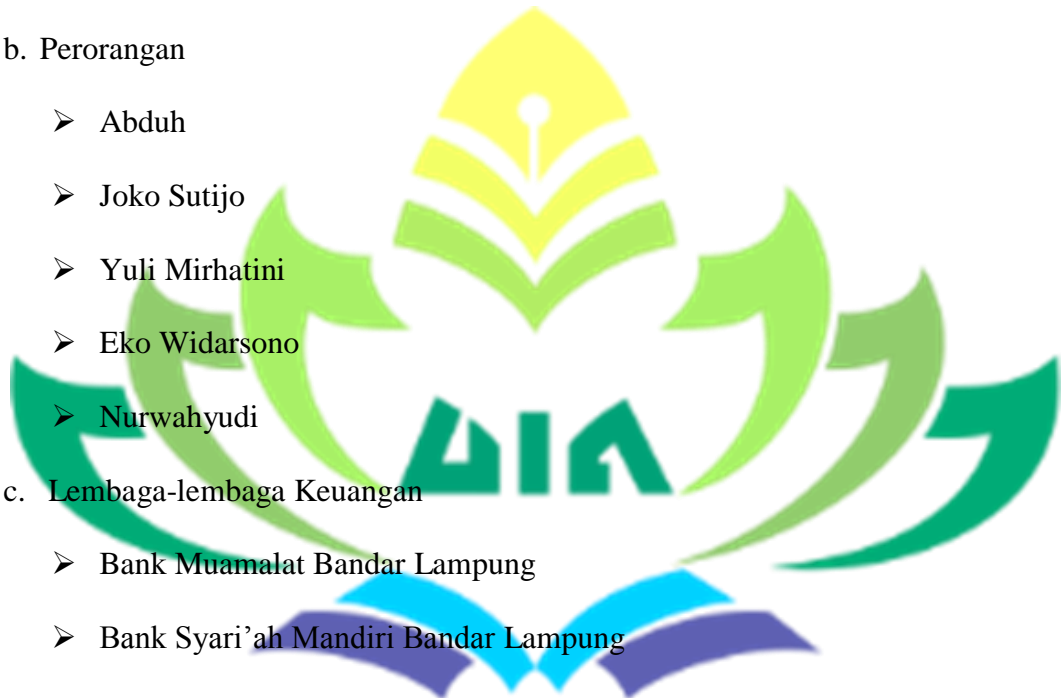 b. Perorangan
➢ Abduh
➢ Joko Sutijo
➢ Yuli Mirhatini
➢ Eko Widarsono
➢ Nurwahyudi
c. Lembaga-lembaga Keuangan
➢ Bank Muamalat Bandar Lampung
➢ Bank Syari’ah Mandiri Bandar Lampung